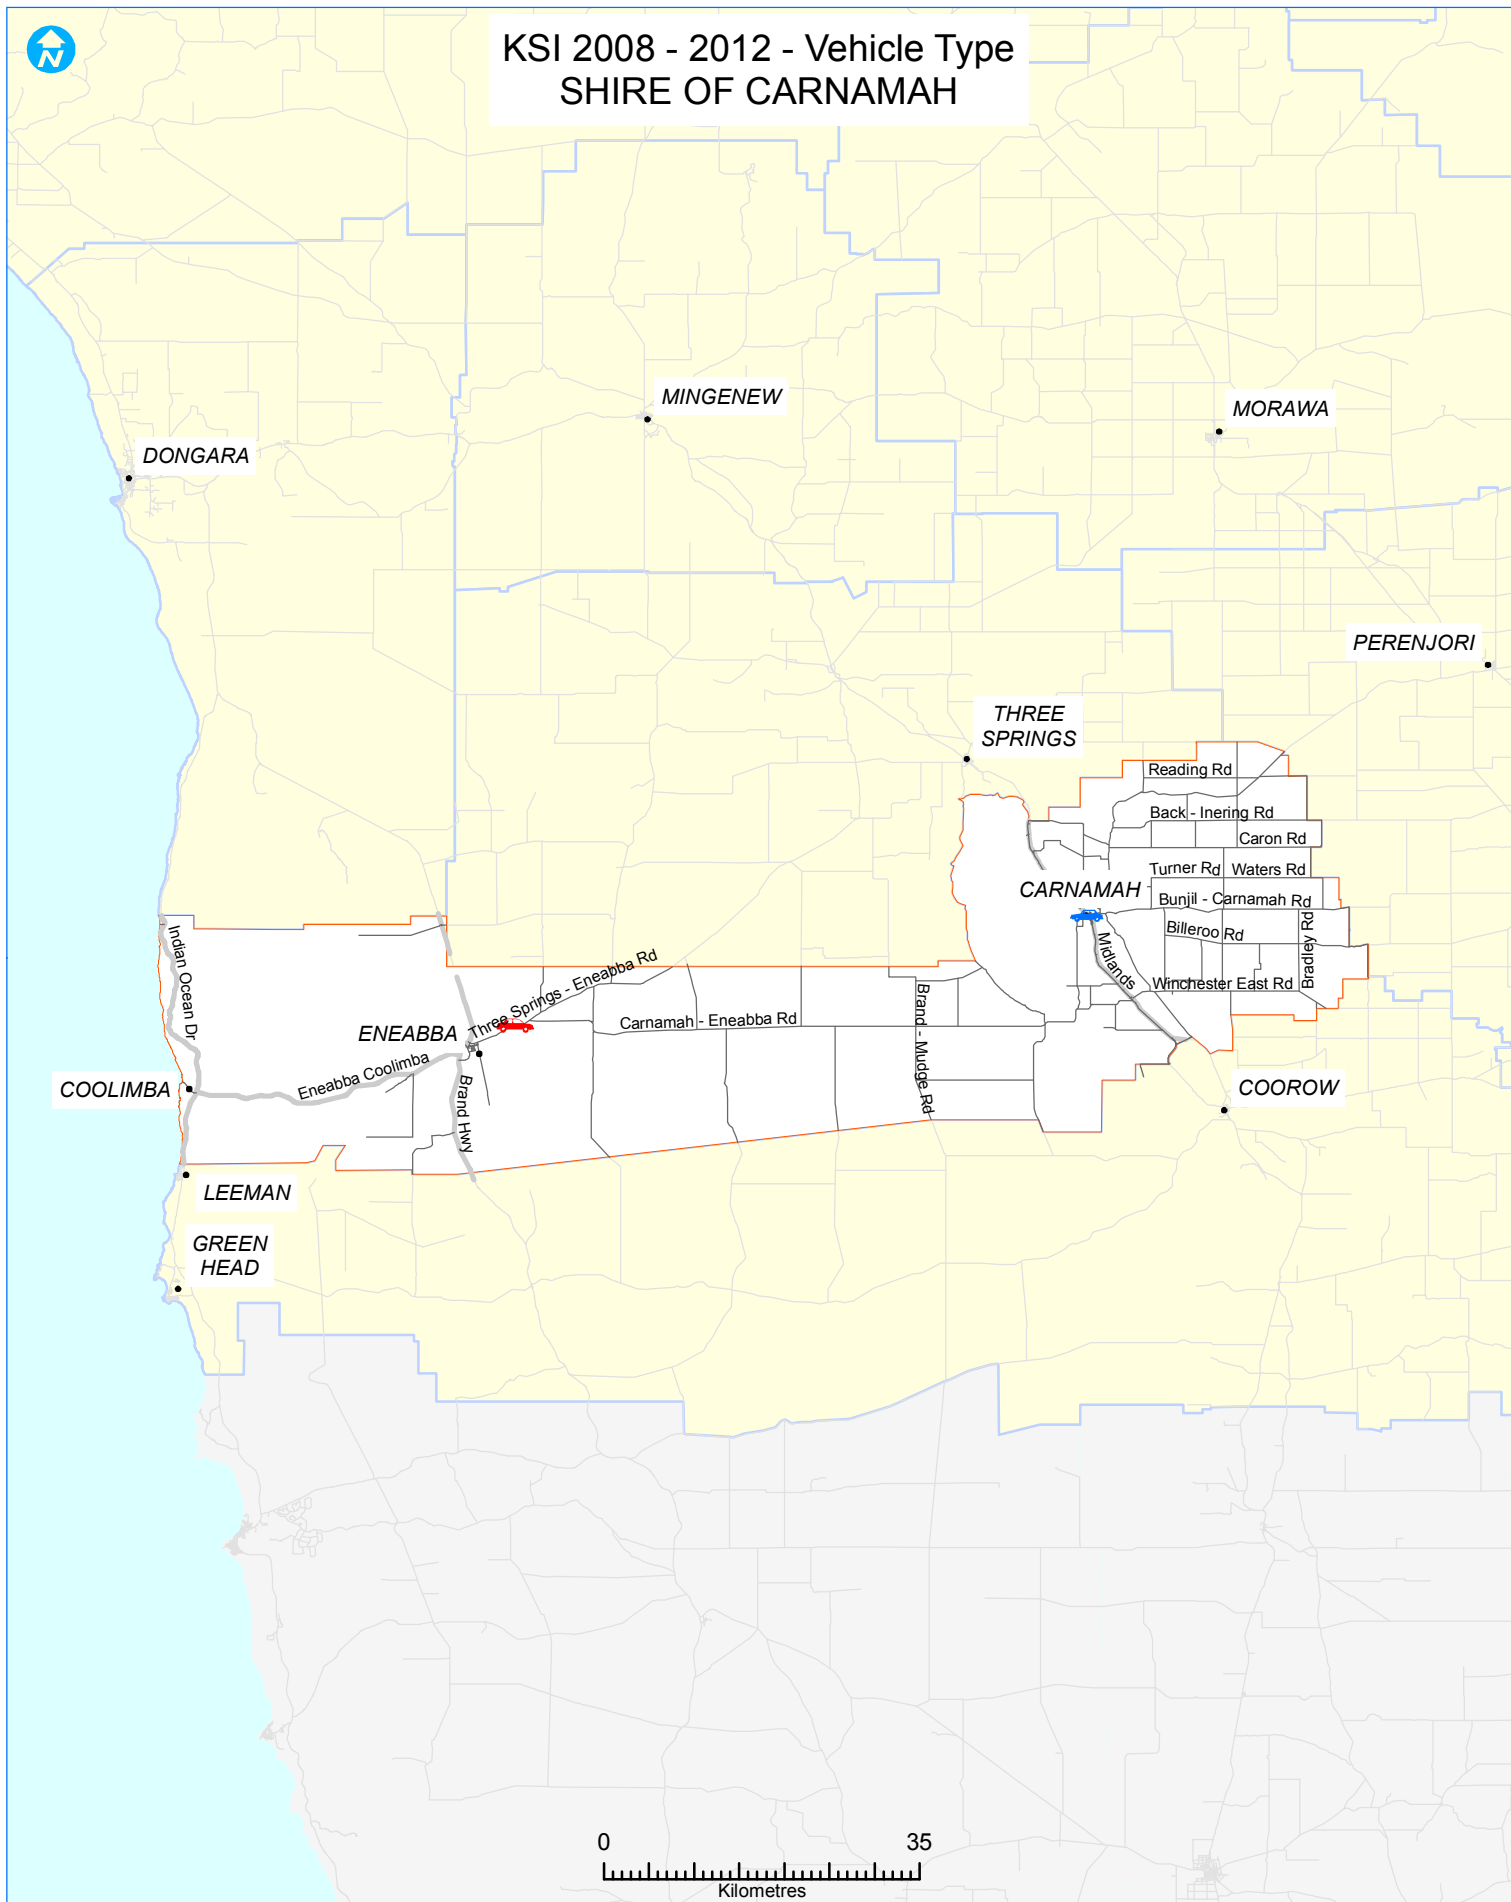 KSI 2008 - 2012 - Vehicle Type
SHIRE OF CARNAMAH
N
MINGENEW
MORAWA
DONGARA
PERENJORI
THREE
SPRINGS
Reading Rd
Back - Inering Rd
Caron Rd
Turner Rd
Waters Rd
CARNAMAH
Bunjil - Carnamah Rd
Billeroo Rd
Bradley Rd
Midlands
Winchester East Rd
Indian Ocean Dr
Three Springs - Eneabba Rd
Carnamah - Eneabba Rd
Brand - Mudge Rd
ENEABBA
Eneabba Coolimba
Brand Hwy
COOLIMBA
COOROW
LEEMAN
GREEN
HEAD
0
35
Kilometres